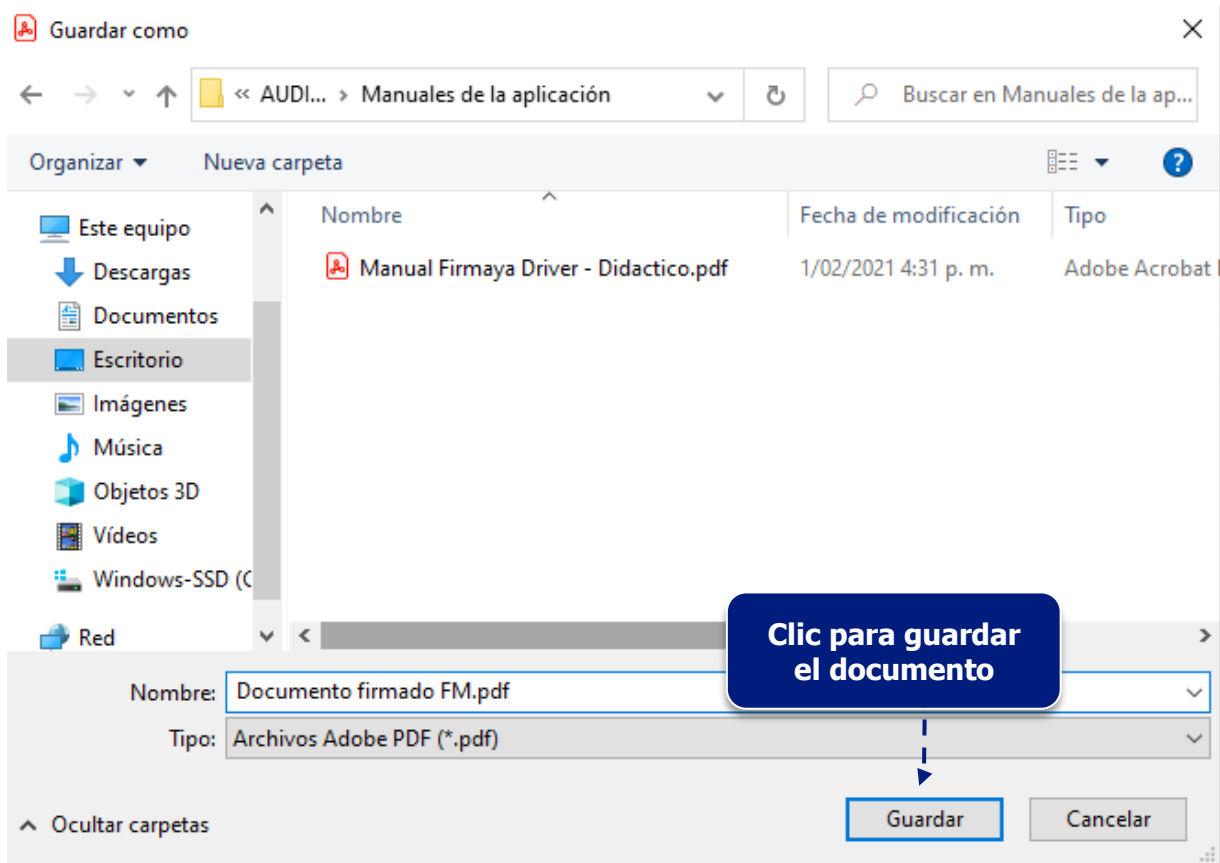 Guardar como
« AUDI... › Manuales de la aplicación
Buscar en Manuales de la ap...
Organizar
Nueva carpeta
?
Nombre
Fecha de modificación
Tipo
Manual Firmaya Driver - Didactico.pdf
1/02/2021 4:31 p. m.
Adobe Acrobat
Este equipo
Descargas
Documentos
Escritorio
Imágenes
Música
Objetos 3D
Vídeos
Windows-SSD (C
Red
Clic para guardar
el documento
Nombre: Documento firmado FM.pdf
Tipo: Archivos Adobe PDF (*.pdf)
Ocultar carpetas
Guardar
Cancelar